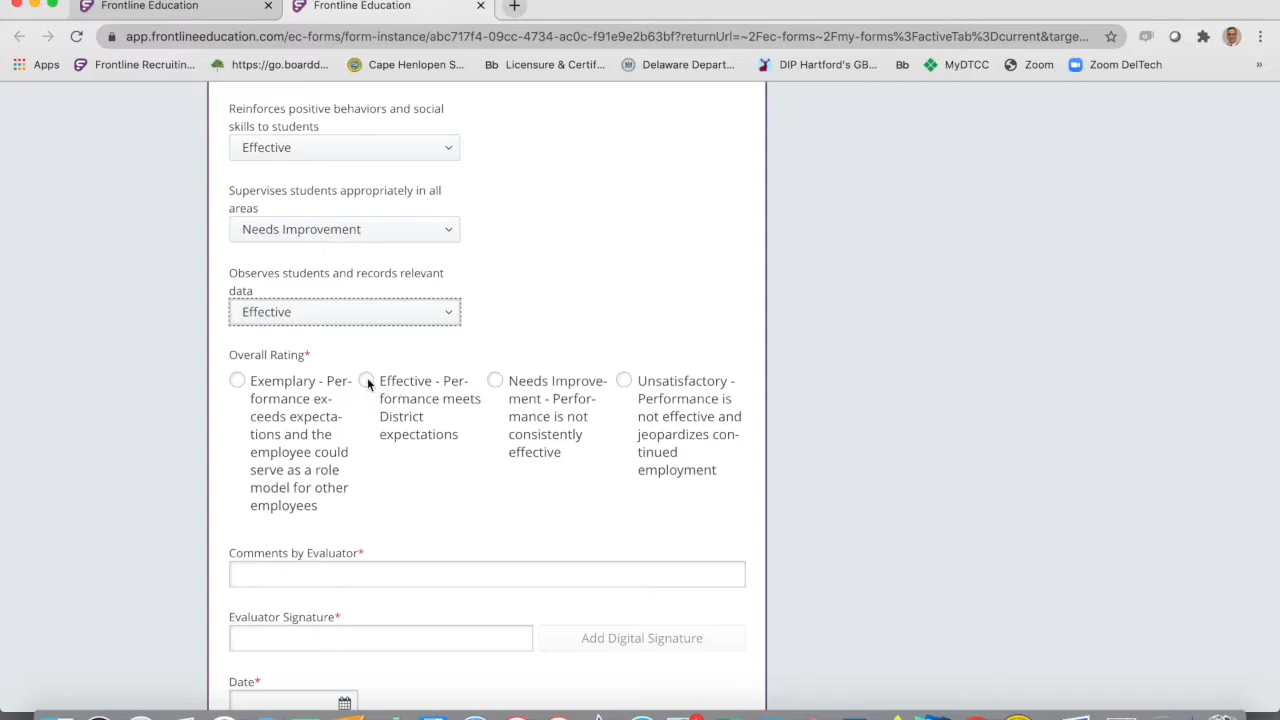 Frontline Education
Frontline Education
app.frontlineeducation.com/ec-forms/form-instance/abc717f4-09cc-4734-ac0c-f91e9e2b63bf?returnUrl=~2Fec-forms~2Fmy-forms%3FactiveTab%3Dcurrent&targe...
Apps Frontline Recruitin... https://go.boardd... Cape Henlopen S... Bb Licensure & Certif... Delaware Depart... DIP Hartford's GB... Bb MyDTCC Zoom Zoom DelTech »
Reinforces positive behaviors and social
skills to students
Effective
Supervises students appropriately in all
areas
Needs Improvement
Observes students and records relevant
data
Effective
Overall Rating*
Exemplary - Per-
formance ex-
ceeds expecta-
tions and the
employee could
serve as a role
model for other
employees
Effective - Per-
formance meets
District
expectations
Needs Improve-
ment - Perfor-
mance is not
consistently
effective
Unsatisfactory -
Performance is
not effective and
jeopardizes con-
tinued
employment
Comments by Evaluator*
Evaluator Signature*
Add Digital Signature
Date*